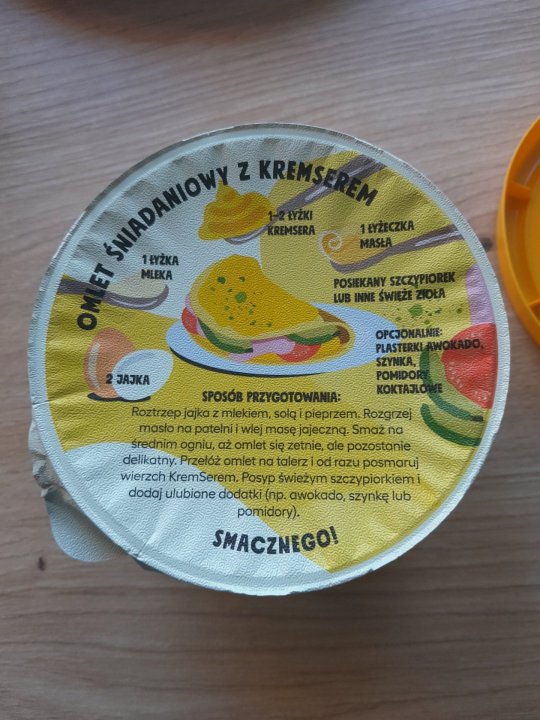 OMLET ŚNIADANIOWY Z KREMSEREM
1-2 ŁYŻKI
KREMSERA
1 ŁYŻECZKA
MASŁA
1 ŁYŻKA
MLEKA
POSIEKANY SZCZYPIOREK
LUB INNE ŚWIEŻE ZIOŁA
OPCJONALNIE:
PLASTERKI AWOKADO,
SZYNKA,
POMIDORY
KOKTAJLOWE
2 JAJKA
SPOSÓB PRZYGOTOWANIA:
Roztrzep jajka z mlekiem, solą i pieprzem. Rozgrzej
masło na patelni i wlej masę jajeczną. Smaż na
średnim ogniu, aż omlet się zetnie, ale pozostanie
delikatny. Przełóż omlet na talerz i od razu posmaruj
wierzch KremSerem. Posyp świeżym szczypiorkiem i
dodaj ulubione dodatki (np. awokado, szynkę lub
pomidory).
SMACZNEGO!